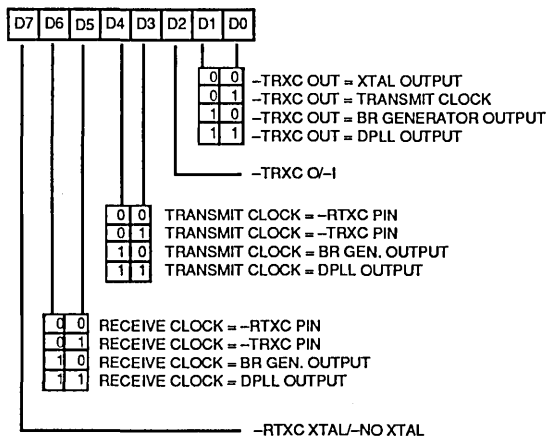 D7 D6 D5 D4 D3 D2 D1 D0
0 0 –TRXC OUT = XTAL OUTPUT
0 1 –TRXC OUT = TRANSMIT CLOCK
1 0 –TRXC OUT = BR GENERATOR OUTPUT
1 1 –TRXC OUT = DPLL OUTPUT
–TRXC O/–I
0 0 TRANSMIT CLOCK = –RTXC PIN
0 1 TRANSMIT CLOCK = –TRXC PIN
1 0 TRANSMIT CLOCK = BR GEN. OUTPUT
1 1 TRANSMIT CLOCK = DPLL OUTPUT
0 0 RECEIVE CLOCK = –RTXC PIN
0 1 RECEIVE CLOCK = –TRXC PIN
1 0 RECEIVE CLOCK = BR GEN. OUTPUT
1 1 RECEIVE CLOCK = DPLL OUTPUT
–RTXC XTAL/–NO XTAL